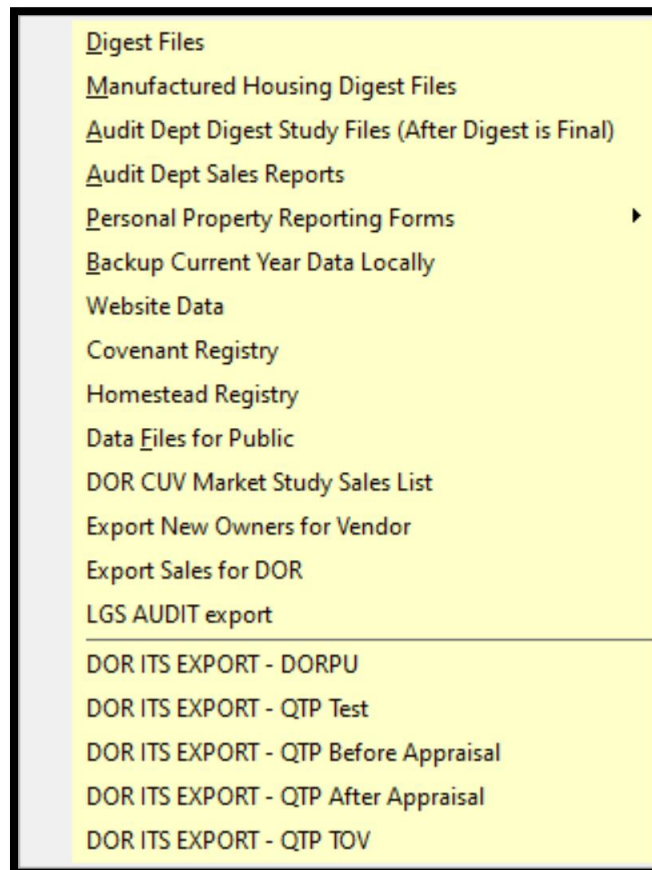 Digest Files
Manufactured Housing Digest Files
Audit Dept Digest Study Files (After Digest is Final)
Audit Dept Sales Reports
Personal Property Reporting Forms
Backup Current Year Data Locally
Website Data
Covenant Registry
Homestead Registry
Data Files for Public
DOR CUV Market Study Sales List
Export New Owners for Vendor
Export Sales for DOR
LGS AUDIT export
DOR ITS EXPORT - DORPU
DOR ITS EXPORT - QTP Test
DOR ITS EXPORT - QTP Before Appraisal
DOR ITS EXPORT - QTP After Appraisal
DOR ITS EXPORT - QTP TOV